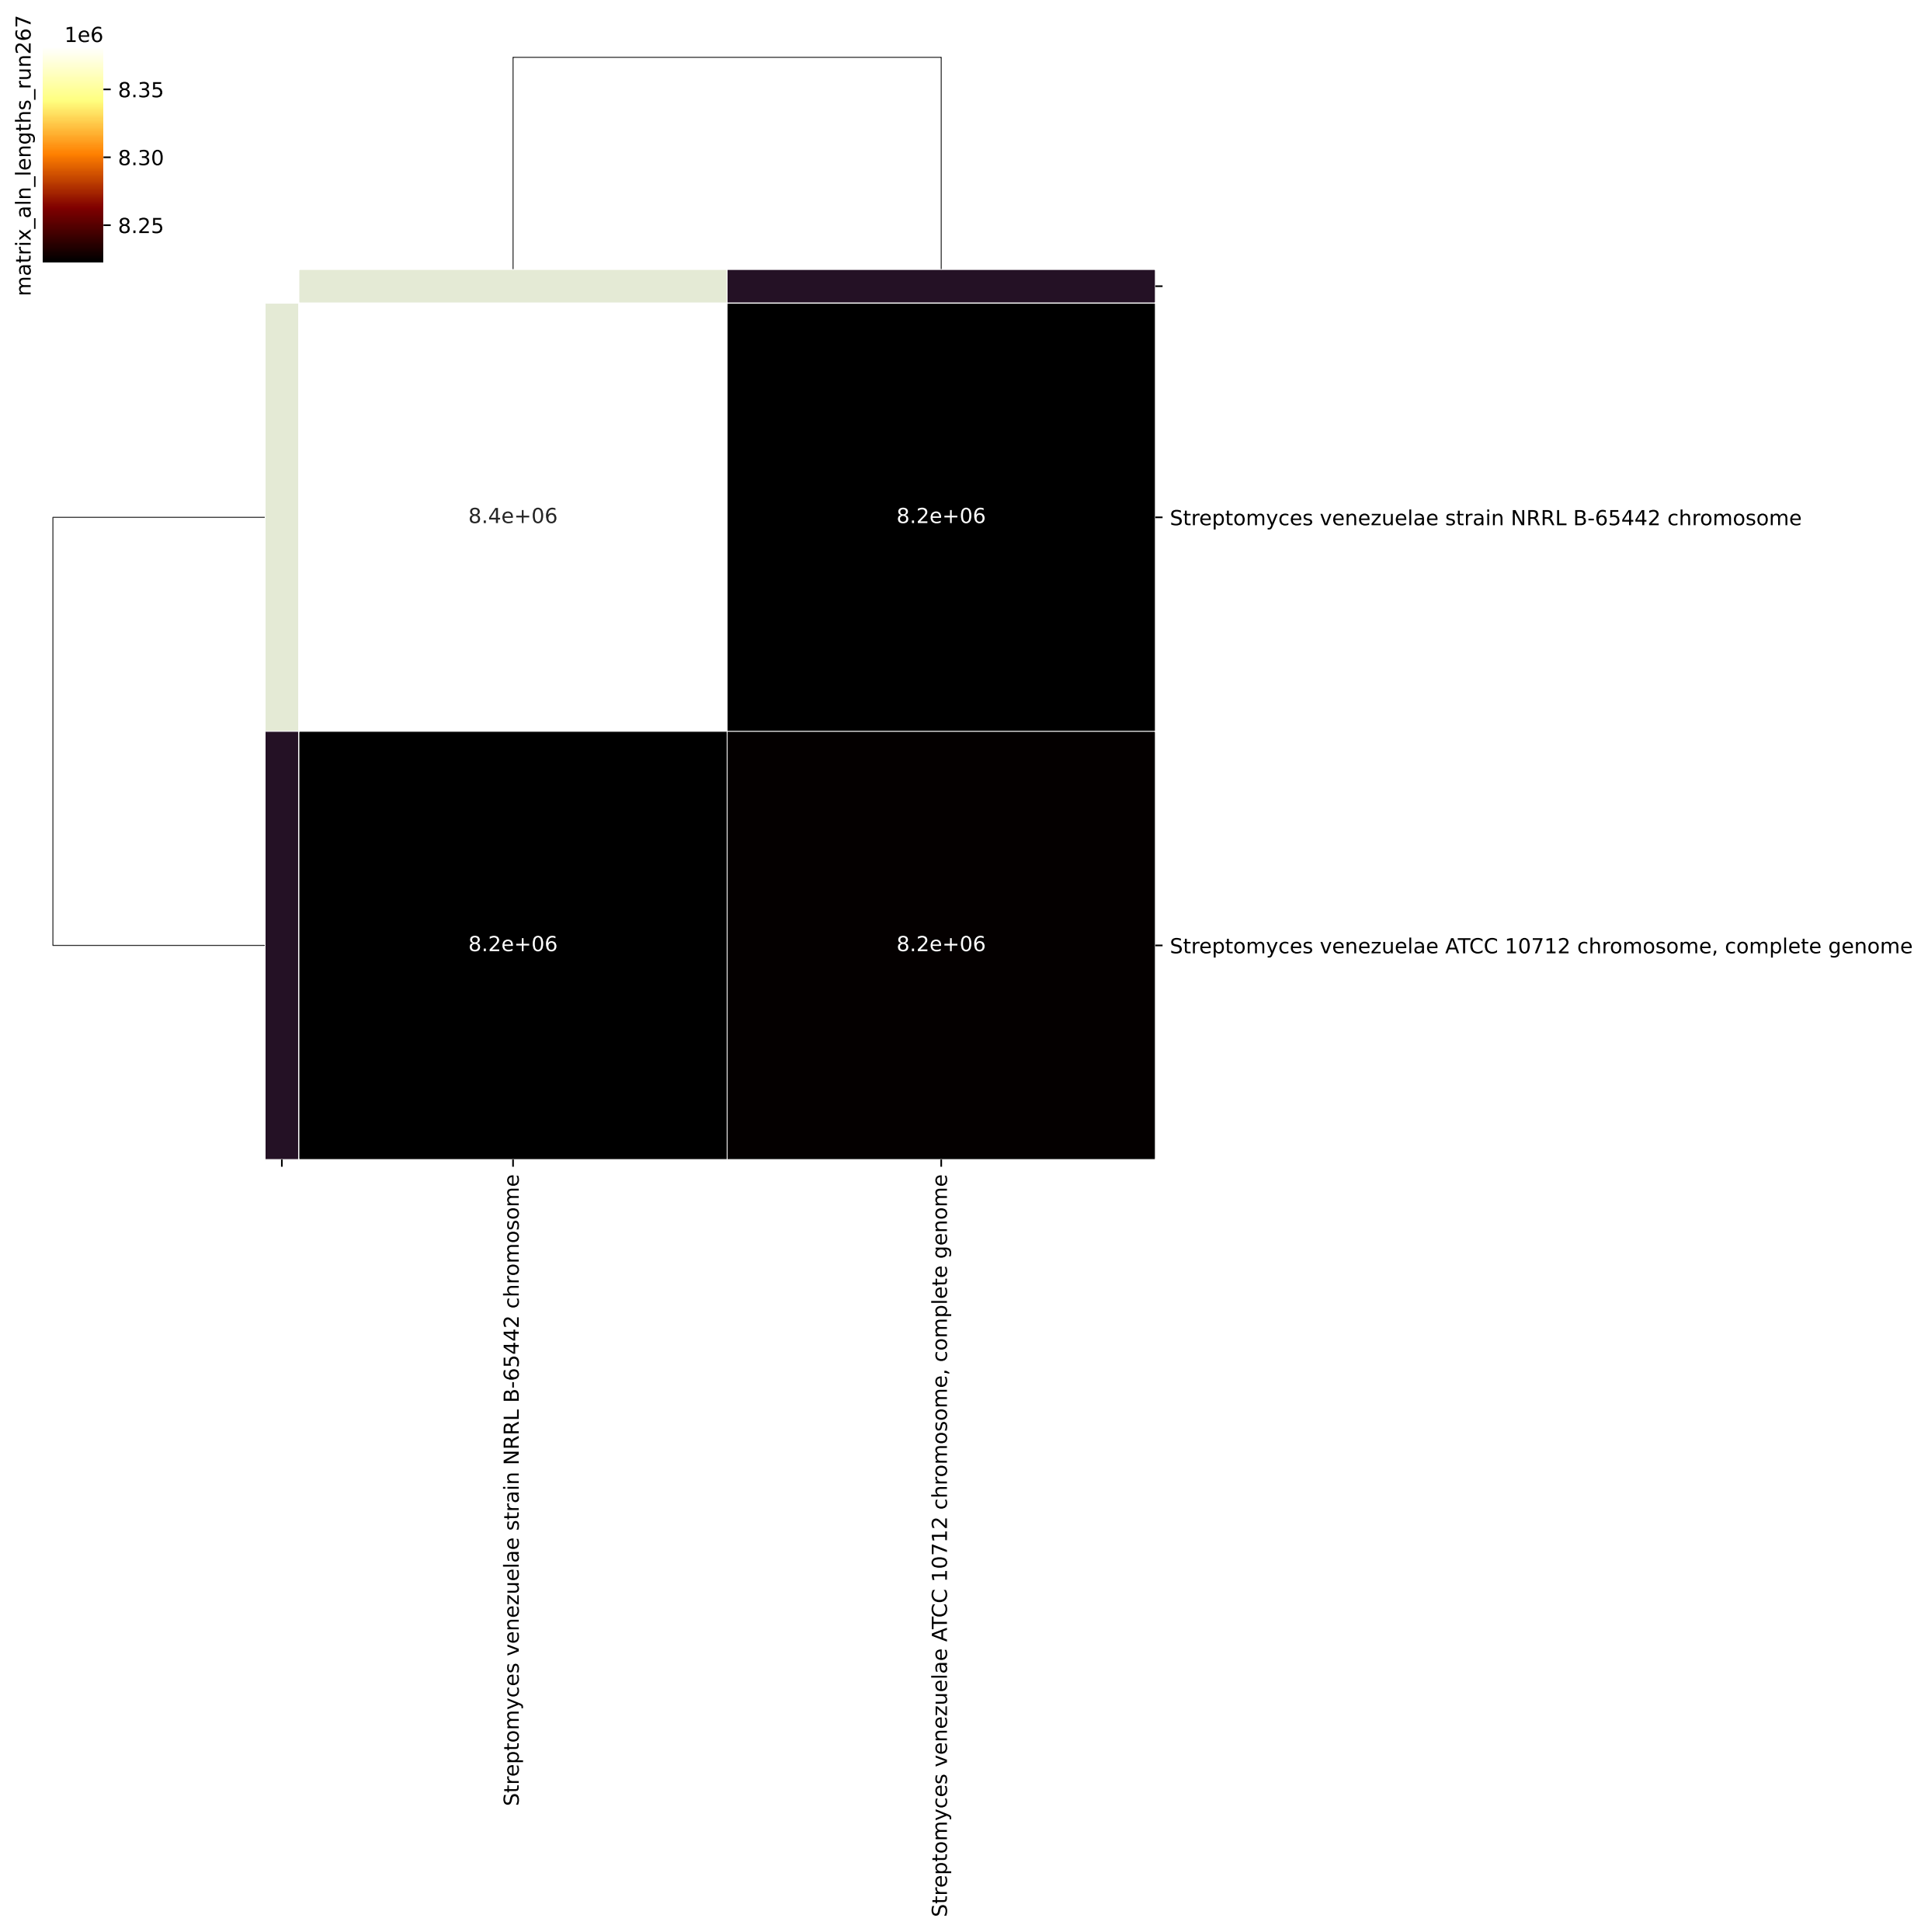 matrix_aln_lengths_run267
1e6
8.35
8.30
8.25
8.4e+06
8.2e+06
Streptomyces venezuelae strain NRRL B-65442 chromosome
8.2e+06
8.2e+06
Streptomyces venezuelae ATCC 10712 chromosome, complete genome
Streptomyces venezuelae strain NRRL B-65442 chromosome
Streptomyces venezuelae ATCC 10712 chromosome, complete genome